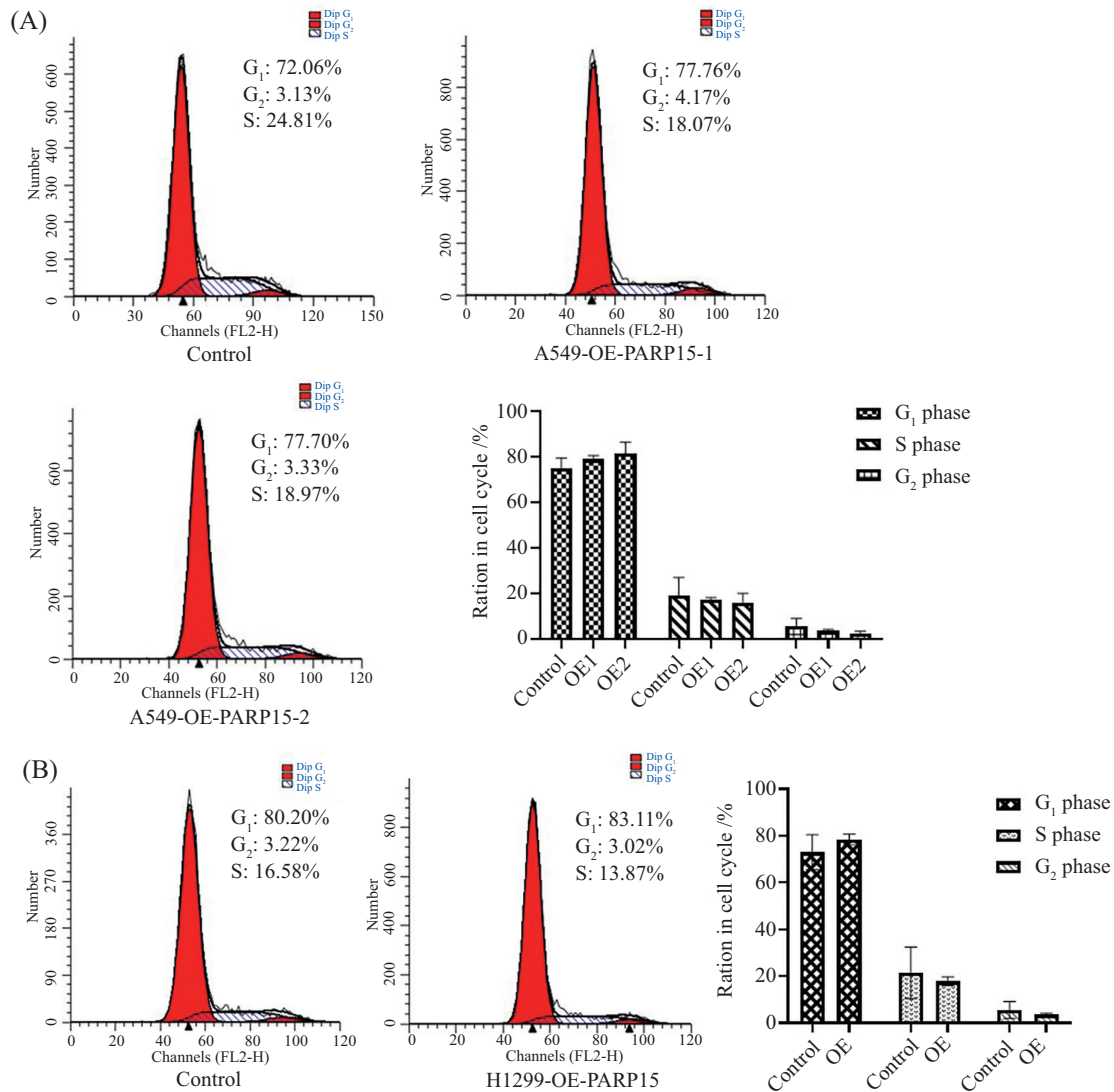 (A)
Dip G₁
Dip G₂
Dip S
G₁: 72.06%
G₂: 3.13%
S: 24.81%
Number
600
500
400
300
200
100
0
0 30 60 90 120 150
Channels (FL2-H)
Control
Dip G₁
Dip G₂
Dip S
G₁: 77.76%
G₂: 4.17%
S: 18.07%
Number
800
600
400
200
0
0 20 40 60 80 100 120
Channels (FL2-H)
A549-OE-PARP15-1
Dip G₁
Dip G₂
Dip S
G₁: 77.70%
G₂: 3.33%
S: 18.97%
Number
600
400
200
0
0 20 40 60 80 100 120
Channels (FL2-H)
A549-OE-PARP15-2
Ration in cell cycle /%
100
80
60
40
20
0
Control OE1 OE2 Control OE1 OE2 Control OE1 OE2
G₁ phase
S phase
G₂ phase
(B)
Dip G₁
Dip G₂
Dip S
G₁: 80.20%
G₂: 3.22%
S: 16.58%
Number
360
270
180
90
0
0 20 40 60 80 100 120
Channels (FL2-H)
Control
Dip G₁
Dip G₂
Dip S
G₁: 83.11%
G₂: 3.02%
S: 13.87%
Number
800
600
400
200
0
0 20 40 60 80 100 120
Channels (FL2-H)
H1299-OE-PARP15
Ration in cell cycle /%
100
80
60
40
20
0
Control OE Control OE Control OE
G₁ phase
S phase
G₂ phase